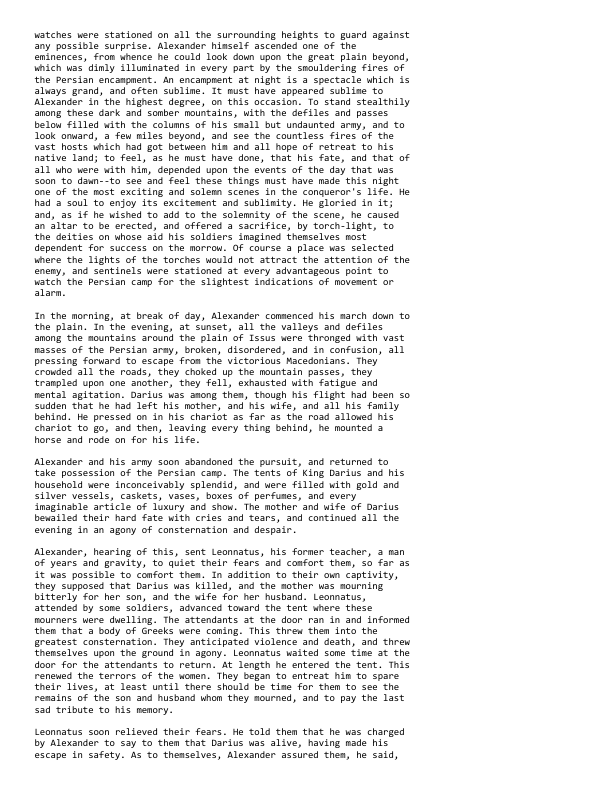 watches were stationed on all the surrounding heights to guard against
any possible surprise. Alexander himself ascended one of the
eminences, from whence he could look down upon the great plain beyond,
which was dimly illuminated in every part by the smouldering fires of
the Persian encampment. An encampment at night is a spectacle which is
always grand, and often sublime. It must have appeared sublime to
Alexander in the highest degree, on this occasion. To stand stealthily
among these dark and somber mountains, with the defiles and passes
below filled with the columns of his small but undaunted army, and to
look onward, a few miles beyond, and see the countless fires of the
vast hosts which had got between him and all hope of retreat to his
native land; to feel, as he must have done, that his fate, and that of
all who were with him, depended upon the events of the day that was
soon to dawn--to see and feel these things must have made this night
one of the most exciting and solemn scenes in the conqueror's life. He
had a soul to enjoy its excitement and sublimity. He gloried in it;
and, as if he wished to add to the solemnity of the scene, he caused
an altar to be erected, and offered a sacrifice, by torch-light, to
the deities on whose aid his soldiers imagined themselves most
dependent for success on the morrow. Of course a place was selected
where the lights of the torches would not attract the attention of the
enemy, and sentinels were stationed at every advantageous point to
watch the Persian camp for the slightest indications of movement or
alarm.

In the morning, at break of day, Alexander commenced his march down to
the plain. In the evening, at sunset, all the valleys and defiles
among the mountains around the plain of Issus were thronged with vast
masses of the Persian army, broken, disordered, and in confusion, all
pressing forward to escape from the victorious Macedonians. They
crowded all the roads, they choked up the mountain passes, they
trampled upon one another, they fell, exhausted with fatigue and
mental agitation. Darius was among them, though his flight had been so
sudden that he had left his mother, and his wife, and all his family
behind. He pressed on in his chariot as far as the road allowed his
chariot to go, and then, leaving every thing behind, he mounted a
horse and rode on for his life.

Alexander and his army soon abandoned the pursuit, and returned to
take possession of the Persian camp. The tents of King Darius and his
household were inconceivably splendid, and were filled with gold and
silver vessels, caskets, vases, boxes of perfumes, and every
imaginable article of luxury and show. The mother and wife of Darius
bewailed their hard fate with cries and tears, and continued all the
evening in an agony of consternation and despair.

Alexander, hearing of this, sent Leonnatus, his former teacher, a man
of years and gravity, to quiet their fears and comfort them, so far as
it was possible to comfort them. In addition to their own captivity,
they supposed that Darius was killed, and the mother was mourning
bitterly for her son, and the wife for her husband. Leonnatus,
attended by some soldiers, advanced toward the tent where these
mourners were dwelling. The attendants at the door ran in and informed
them that a body of Greeks were coming. This threw them into the
greatest consternation. They anticipated violence and death, and threw
themselves upon the ground in agony. Leonnatus waited some time at the
door for the attendants to return. At length he entered the tent. This
renewed the terrors of the women. They began to entreat him to spare
their lives, at least until there should be time for them to see the
remains of the son and husband whom they mourned, and to pay the last
sad tribute to his memory.

Leonnatus soon relieved their fears. He told them that he was charged
by Alexander to say to them that Darius was alive, having made his
escape in safety. As to themselves, Alexander assured them, he said,